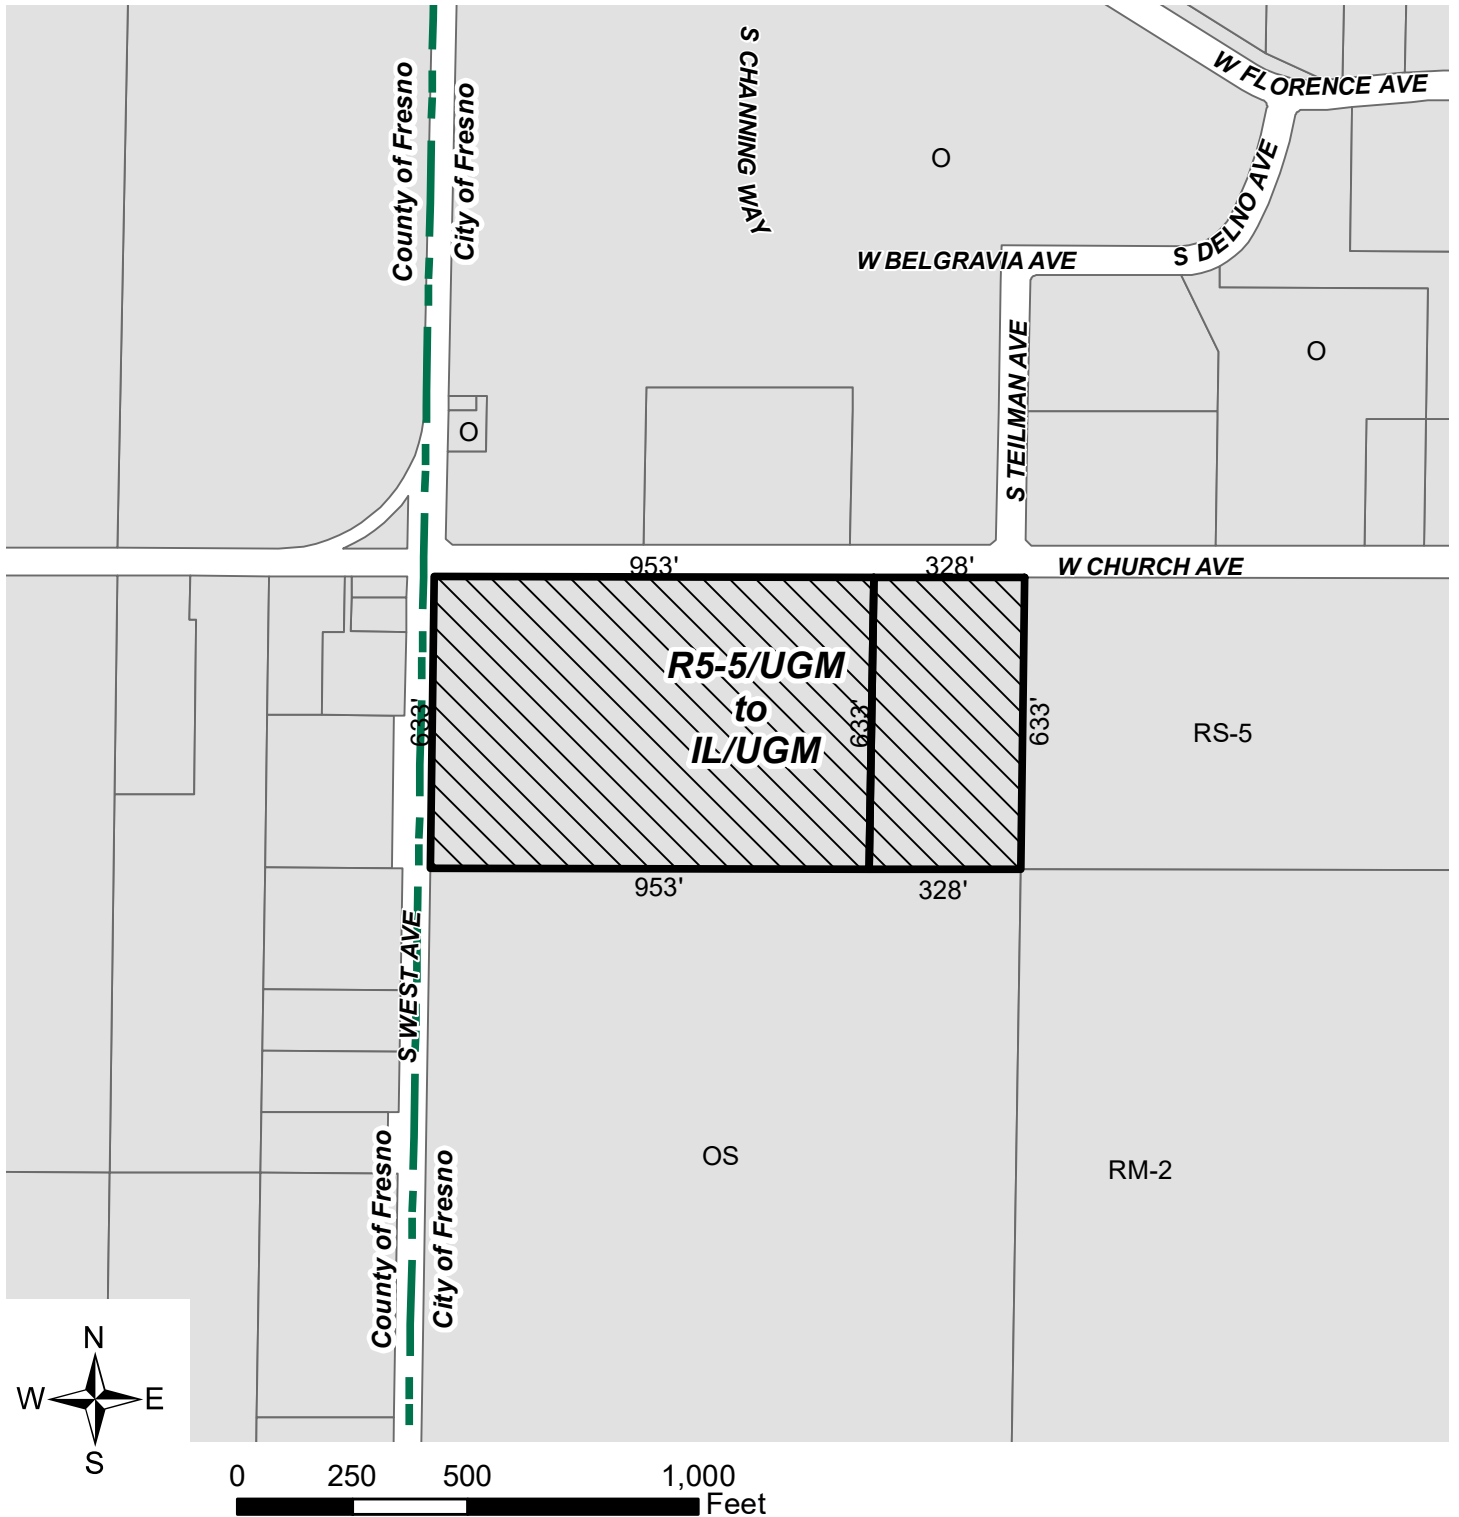 County of Fresno
City of Fresno
S CHANNING WAY
W FLORENCE AVE
O
S DELNO AVE
W BELGRAVIA AVE
S TEILMAN AVE
O
O
953'
328'
W CHURCH AVE
R5-5/UGM
to
IL/UGM
633'
633'
633'
RS-5
953'
328'
S WEST AVE
County of Fresno
City of Fresno
OS
RM-2
N
W
E
S
0 250 500 1,000
Feet